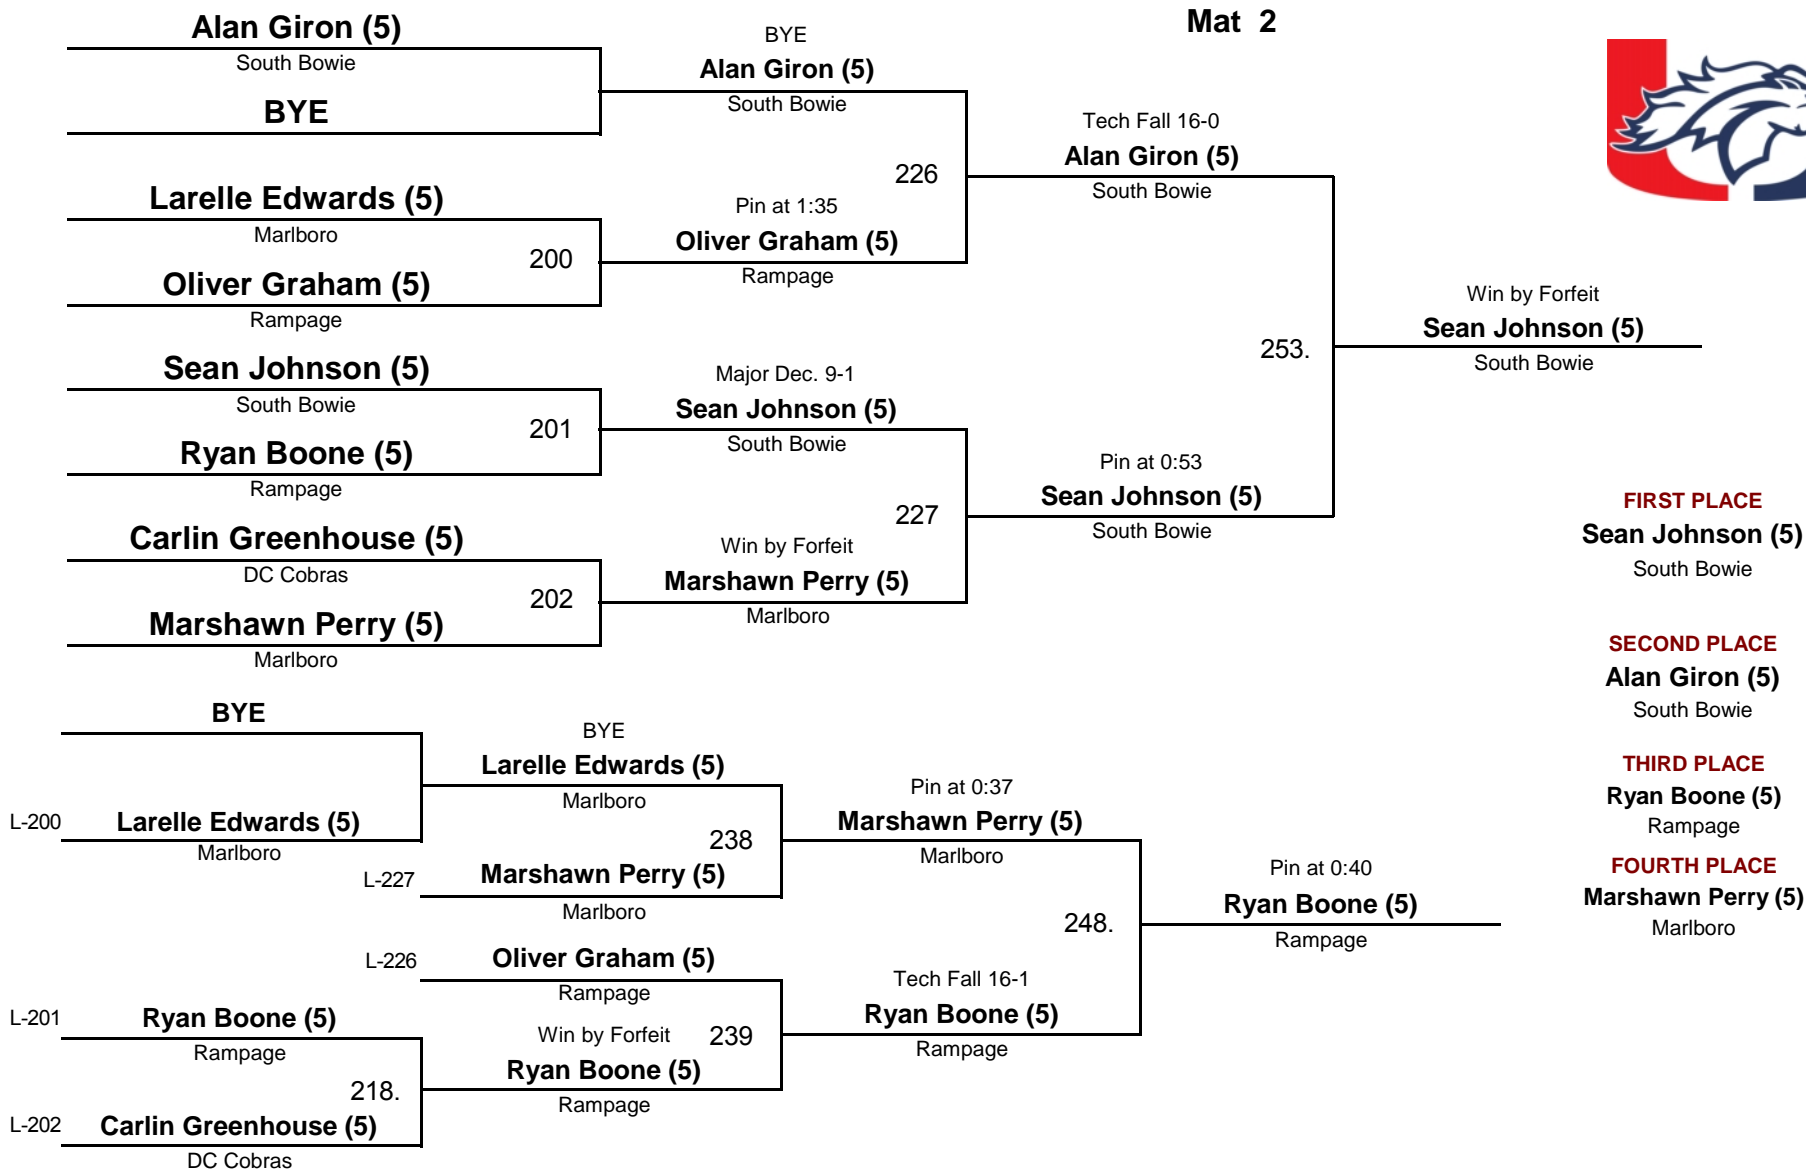 Mat 2
Alan Giron (5)
South Bowie
BYE
Larelle Edwards (5)
Marlboro
200
Oliver Graham (5)
Rampage
Sean Johnson (5)
South Bowie
201
Ryan Boone (5)
Rampage
Carlin Greenhouse (5)
DC Cobras
202
Marshawn Perry (5)
Marlboro
BYE
Alan Giron (5)
South Bowie
226
Pin at 1:35
Oliver Graham (5)
Rampage
Major Dec. 9-1
Sean Johnson (5)
South Bowie
227
Win by Forfeit
Marshawn Perry (5)
Marlboro
Tech Fall 16-0
Alan Giron (5)
South Bowie
253.
Pin at 0:53
Sean Johnson (5)
South Bowie
Win by Forfeit
Sean Johnson (5)
South Bowie
FIRST PLACE
Sean Johnson (5)
South Bowie
SECOND PLACE
Alan Giron (5)
South Bowie
THIRD PLACE
Ryan Boone (5)
Rampage
FOURTH PLACE
Marshawn Perry (5)
Marlboro
BYE
L-200 Larelle Edwards (5)
Marlboro
L-201 Ryan Boone (5)
Rampage
218.
L-202 Carlin Greenhouse (5)
DC Cobras
BYE
Larelle Edwards (5)
Marlboro
238
L-227 Marshawn Perry (5)
Marlboro
L-226 Oliver Graham (5)
Rampage
Win by Forfeit 239
Ryan Boone (5)
Rampage
Pin at 0:37
Marshawn Perry (5)
Marlboro
248.
Tech Fall 16-1
Ryan Boone (5)
Rampage
Pin at 0:40
Ryan Boone (5)
Rampage